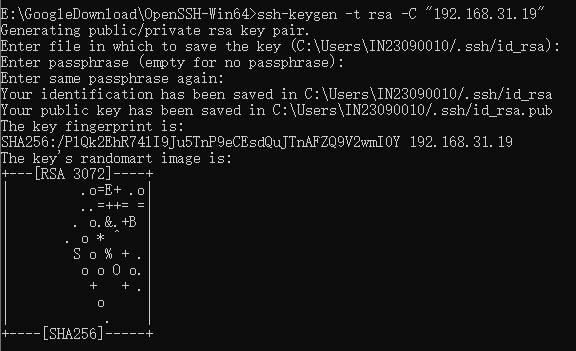 E:\GoogleDownload\OpenSSH-Win64>ssh-keygen -t rsa -C "192.168.31.19"
Generating public/private rsa key pair.
Enter file in which to save the key (C:\Users\IN23090010/.ssh/id_rsa):
Enter passphrase (empty for no passphrase):
Enter same passphrase again:
Your identification has been saved in C:\Users\IN23090010/.ssh/id_rsa
Your public key has been saved in C:\Users\IN23090010/.ssh/id_rsa.pub
The key fingerprint is:
SHA256:/P1Qk2EhR741I9Ju5TnP9eCEsdQuJTnAFZQ9V2wmI0Y 192.168.31.19
The key's randomart image is:
+---[RSA 3072]----+
|        .o=E+ .o|
|        ..=++= =|
|       . o.&.+B |
|      . o * ^   |
|       S o % + .|
|        o o O o.|
|         +   + .|
|          o     |
|           .    |
+----[SHA256]-----+